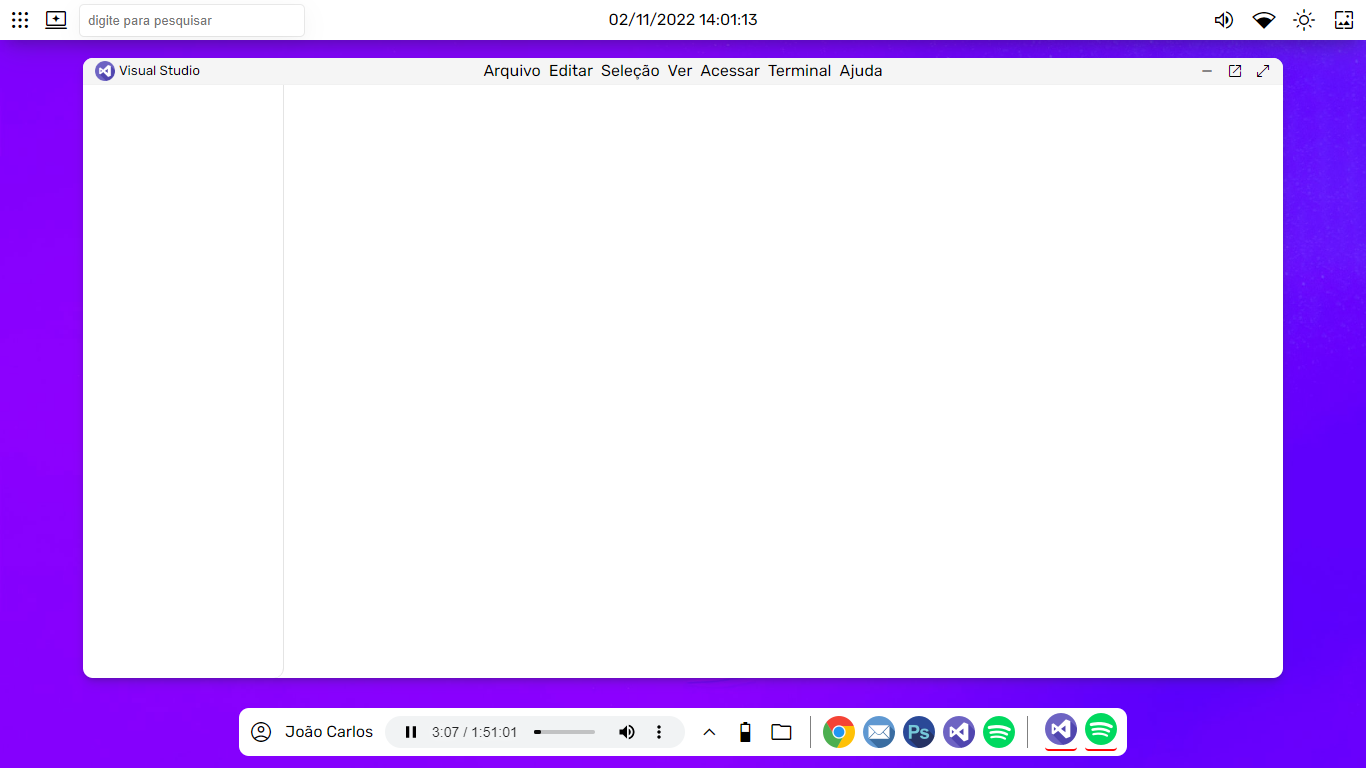 digite para pesquisar
02/11/2022 14:01:13
Visual Studio
Arquivo Editar Seleção Ver Acessar Terminal Ajuda
João Carlos
3:07 / 1:51:01
Ps